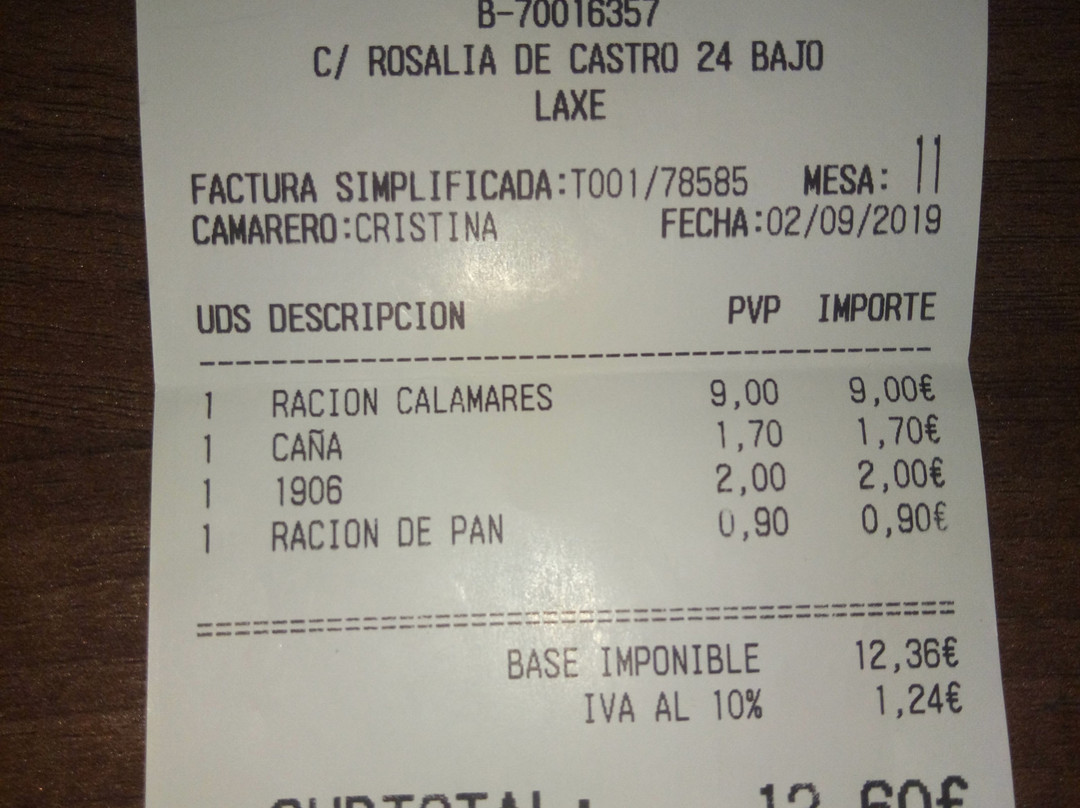 B-70016357
C/ ROSALIA DE CASTRO 24 BAJO
LAXE
FACTURA SIMPLIFICADA:T001/78585 MESA: 11
CAMARERO:CRISTINA FECHA:02/09/2019
UDS DESCRIPCION PVP IMPORTE
1 RACION CALAMARES 9,00 9,00€
1 CAÑA 1,70 1,70€
1 1906 2,00 2,00€
1 RACION DE PAN 0,90 0,90€
BASE IMPONIBLE 12,36€
IVA AL 10% 1,24€
SUBTOTAL: